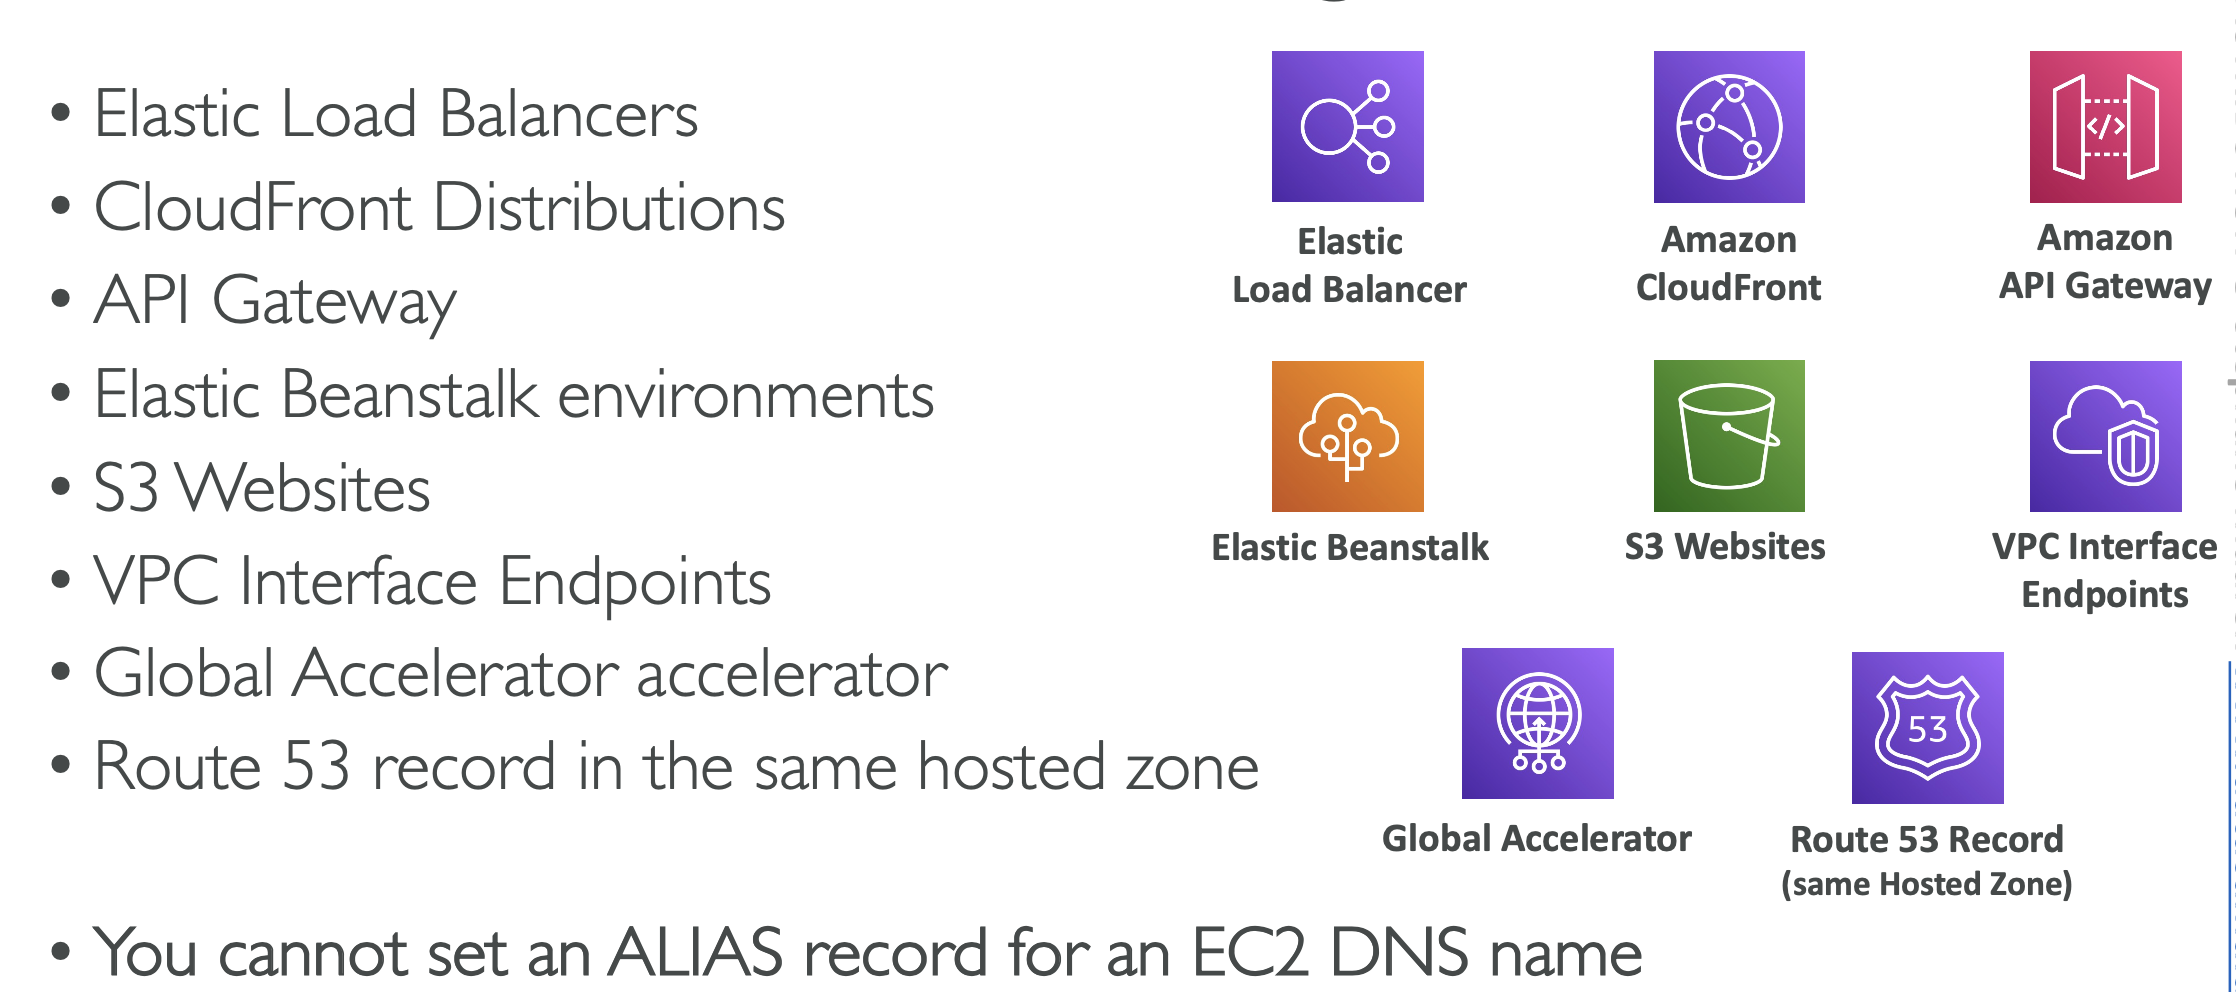 • Elastic Load Balancers
• CloudFront Distributions
• API Gateway
• Elastic Beanstalk environments
• S3 Websites
• VPC Interface Endpoints
• Global Accelerator accelerator
• Route 53 record in the same hosted zone
• You cannot set an ALIAS record for an EC2 DNS name
Elastic
Load Balancer
Amazon
CloudFront
Amazon
API Gateway
Elastic Beanstalk
S3 Websites
VPC Interface
Endpoints
Global Accelerator
53
Route 53 Record
(same Hosted Zone)